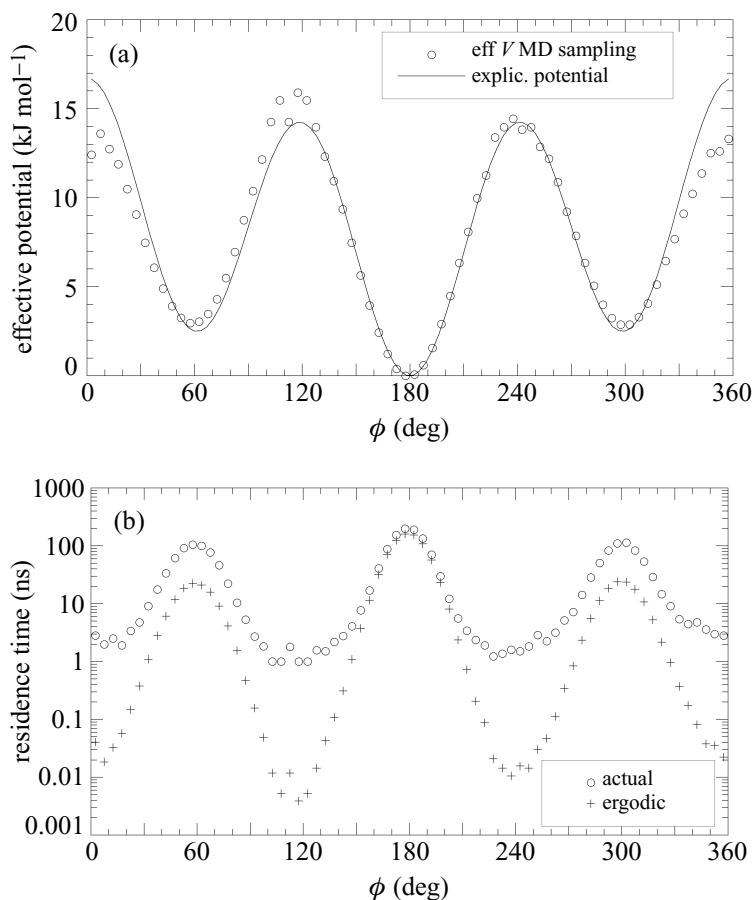 (a)
eff V MD sampling
explic. potential
20
15
10
5
0
effective potential (kJ mol−1)
0 60 120 180 240 300 360
ϕ (deg)
(b)
1000
100
10
1
0.1
0.01
0.001
residence time (ns)
actual
ergodic
0 60 120 180 240 300 360
ϕ (deg)